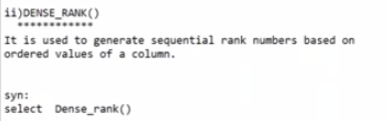 ii)DENSE_RANK()
************
It is used to generate sequential rank numbers based on
ordered values of a column.
syn:
select Dense_rank()